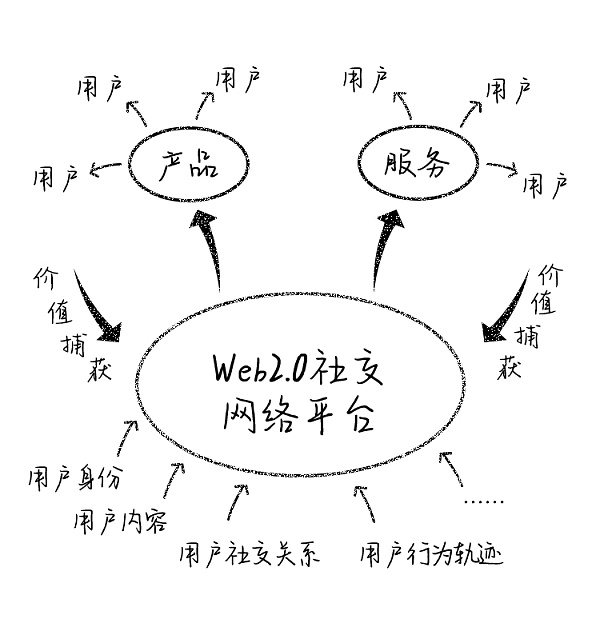 用户
用户
用户
用户
用户
产品
服务
用户
用户
价值捕获
价值捕获
Web2.0社交
网络平台
用户身份
用户内容
......
用户社交关系
用户行为轨迹